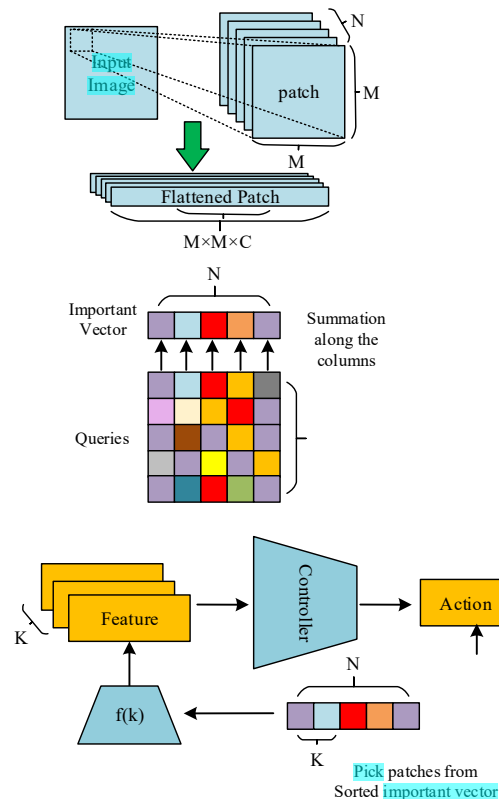 N
Input
Image
patch
M
M
Flattened Patch
M×M×C
N
Important
Vector
Summation
along the
columns
Queries
Controller
Feature
Action
K
N
f(k)
K
Pick patches from
Sorted important vector